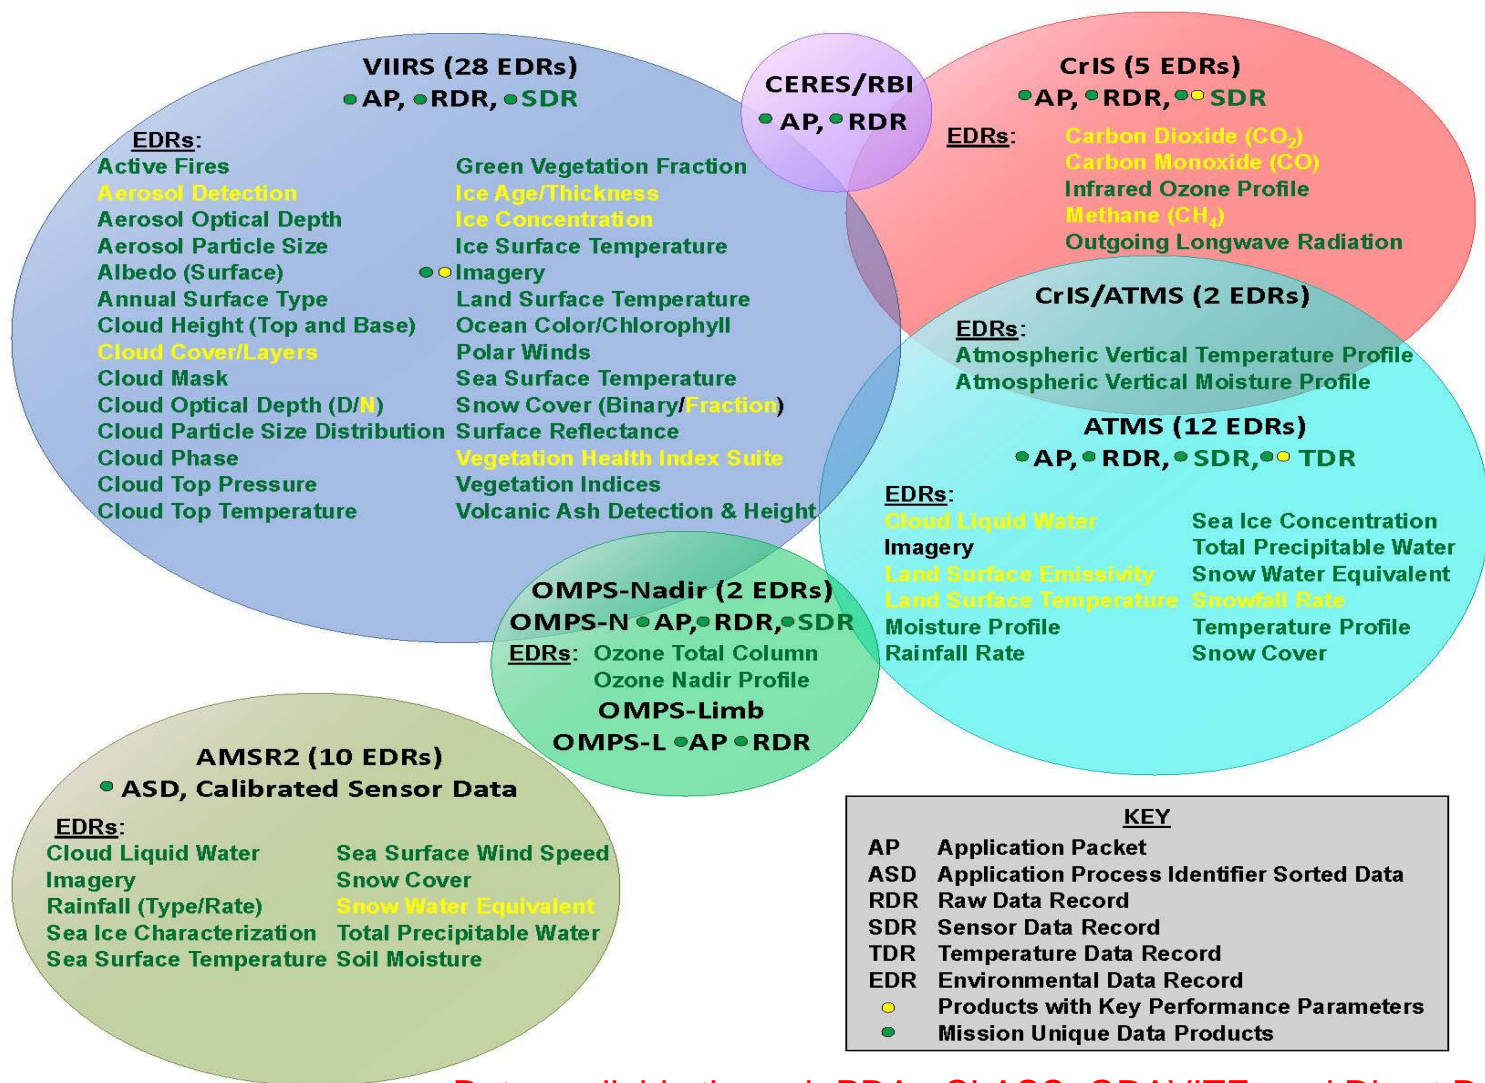 VIIRS (28 EDRs)
AP, RDR, SDR
EDRs:
Active Fires
Aerosol Detection
Aerosol Optical Depth
Aerosol Particle Size
Albedo (Surface)
Annual Surface Type
Cloud Height (Top and Base)
Cloud Cover/Layers
Cloud Mask
Cloud Optical Depth (D/N)
Cloud Particle Size Distribution
Cloud Phase
Cloud Top Pressure
Cloud Top Temperature
Green Vegetation Fraction
Ice Age/Thickness
Ice Concentration
Ice Surface Temperature
Imagery
Land Surface Temperature
Ocean Color/Chlorophyll
Polar Winds
Sea Surface Temperature
Snow Cover (Binary/Fraction)
Surface Reflectance
Vegetation Health Index Suite
Vegetation Indices
Volcanic Ash Detection & Height
CERES/RBI
AP, RDR
CrIS (5 EDRs)
AP, RDR, SDR
EDRs:
Carbon Dioxide (CO₂)
Carbon Monoxide (CO)
Infrared Ozone Profile
Methane (CH₄)
Outgoing Longwave Radiation
CrIS/ATMS (2 EDRs)
EDRs:
Atmospheric Vertical Temperature Profile
Atmospheric Vertical Moisture Profile
ATMS (12 EDRs)
AP, RDR, SDR, TDR
EDRs:
Cloud Liquid Water
Imagery
Land Surface Emissivity
Land Surface Temperature
Moisture Profile
Rainfall Rate
Sea Ice Concentration
Total Precipitable Water
Snow Water Equivalent
Snowfall Rate
Temperature Profile
Snow Cover
OMPS-Nadir (2 EDRs)
OMPS-N AP, RDR, SDR
EDRs: Ozone Total Column
Ozone Nadir Profile
OMPS-Limb
OMPS-L AP RDR
AMSR2 (10 EDRs)
ASD, Calibrated Sensor Data
EDRs:
Cloud Liquid Water
Imagery
Rainfall (Type/Rate)
Sea Ice Characterization
Sea Surface Temperature
Sea Surface Wind Speed
Snow Cover
Snow Water Equivalent
Total Precipitable Water
Soil Moisture
KEY
AP Application Packet
ASD Application Process Identifier Sorted Data
RDR Raw Data Record
SDR Sensor Data Record
TDR Temperature Data Record
EDR Environmental Data Record
Products with Key Performance Parameters
Mission Unique Data Products